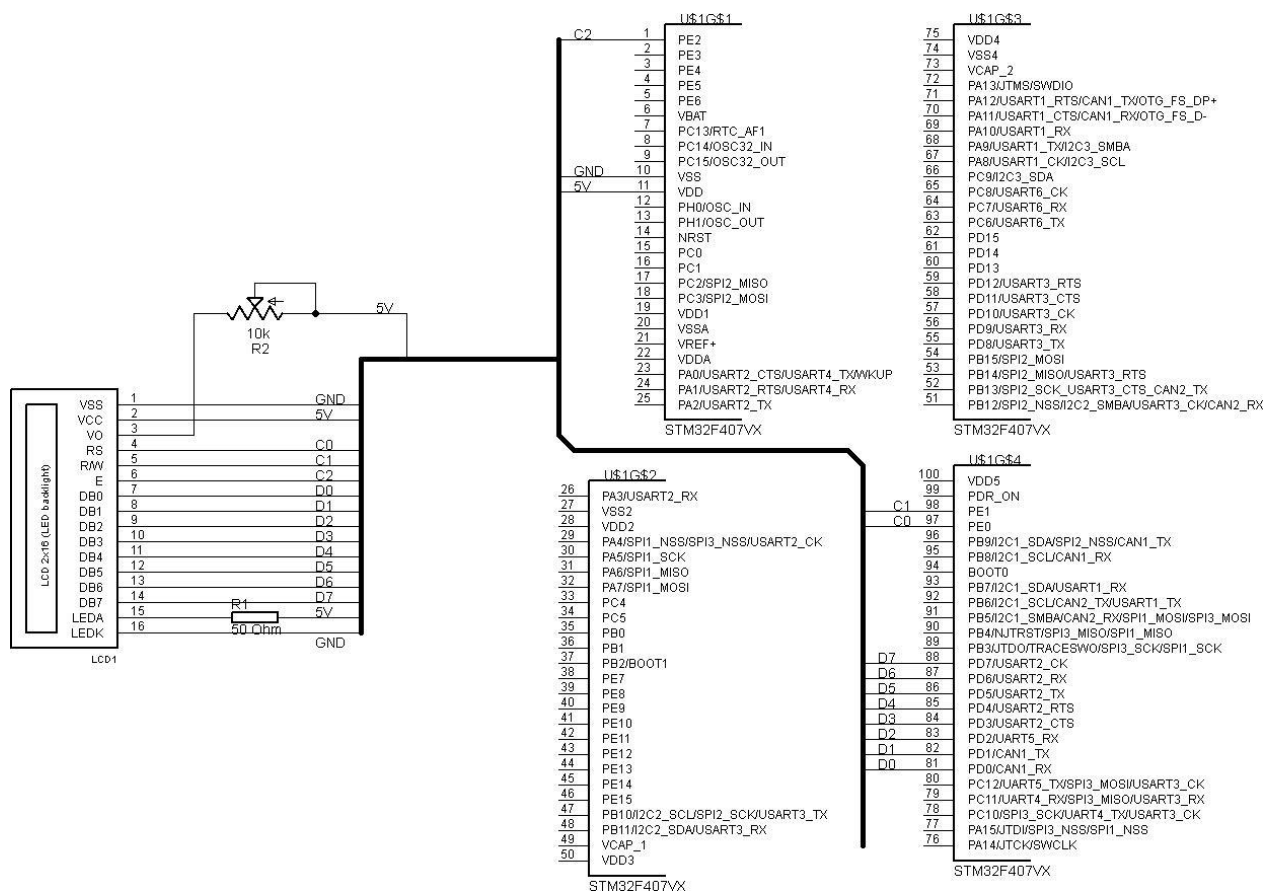 5V
10k
R2
1
VSS
GND
2
VCC
5V
3
VO
4
RS
C0
5
R/W
C1
6
E
C2
7
DB0
D0
8
DB1
D1
9
DB2
D2
10
DB3
D3
11
DB4
D4
12
DB5
D5
13
DB6
D6
14
DB7
D7
15
LEDA
R1
50 Ohm
5V
16
LEDK
GND
LCD 2x16 (LED backlight)
LCD1
U$1G$1
C2
1 PE2
2 PE3
3 PE4
4 PE5
5 PE6
6 VBAT
7 PC13/RTC_AF1
8 PC14/OSC32_IN
9 PC15/OSC32_OUT
GND
10 VSS
5V
11 VDD
12 PH0/OSC_IN
13 PH1/OSC_OUT
14 NRST
15 PC0
16 PC1
17 PC2/SPI2_MISO
18 PC3/SPI2_MOSI
19 VDD1
20 VSSA
21 VREF+
22 VDDA
23 PA0/USART2_CTS/USART4_TX/WKUP
24 PA1/USART2_RTS/USART4_RX
25 PA2/USART2_TX
STM32F407VX
U$1G$3
75 VDD4
74 VSS4
73 VCAP_2
72 PA13/JTMS/SWDIO
71 PA12/USART1_RTS/CAN1_TX/OTG_FS_DP+
70 PA11/USART1_CTS/CAN1_RX/OTG_FS_D-
69 PA10/USART1_RX
68 PA9/USART1_TX/I2C3_SMBA
67 PA8/USART1_CK/I2C3_SCL
66 PC9/I2C3_SDA
65 PC8/USART6_CK
64 PC7/USART6_RX
63 PC6/USART6_TX
62 PD15
61 PD14
60 PD13
59 PD12/USART3_RTS
58 PD11/USART3_CTS
57 PD10/USART3_CK
56 PD9/USART3_RX
55 PD8/USART3_TX
54 PB15/SPI2_MOSI
53 PB14/SPI2_MISO/USART3_RTS
52 PB13/SPI2_SCK_USART3_CTS_CAN2_TX
51 PB12/SPI2_NSS/I2C2_SMBA/USART3_CK/CAN2_RX
STM32F407VX
U$1G$2
26 PA3/USART2_RX
27 VSS2
28 VDD2
29 PA4/SPI1_NSS/SPI3_NSS/USART2_CK
30 PA5/SPI1_SCK
31 PA6/SPI1_MISO
32 PA7/SPI1_MOSI
33 PC4
34 PC5
35 PB0
36 PB1
37 PB2/BOOT1
38 PE7
39 PE8
40 PE9
41 PE10
42 PE11
43 PE12
44 PE13
45 PE14
46 PE15
47 PB10/I2C2_SCL/SPI2_SCK/USART3_TX
48 PB11/I2C2_SDA/USART3_RX
49 VCAP_1
50 VDD3
STM32F407VX
U$1G$4
100 VDD5
99 PDR_ON
C1 98 PE1
C0 97 PE0
96 PB9/I2C1_SDA/SPI2_NSS/CAN1_TX
95 PB8/I2C1_SCL/CAN1_RX
94 BOOT0
93 PB7/I2C1_SDA/USART1_RX
92 PB6/I2C1_SCL/CAN2_TX/USART1_TX
91 PB5/I2C1_SMBA/CAN2_RX/SPI1_MOSI/SPI3_MOSI
90 PB4/NJTRST/SPI3_MISO/SPI1_MISO
89 PB3/JTDO/TRACESWO/SPI3_SCK/SPI1_SCK
D7 88 PD7/USART2_CK
D6 87 PD6/USART2_RX
D5 86 PD5/USART2_TX
D4 85 PD4/USART2_RTS
D3 84 PD3/USART2_CTS
D2 83 PD2/UART5_RX
D1 82 PD1/CAN1_TX
D0 81 PD0/CAN1_RX
80 PC12/UART5_TX/SPI3_MOSI/USART3_CK
79 PC11/UART4_RX/SPI3_MISO/USART3_RX
78 PC10/SPI3_SCK/UART4_TX/USART3_CK
77 PA15/JTDI/SPI3_NSS/SPI1_NSS
76 PA14/JTCK/SWCLK
STM32F407VX